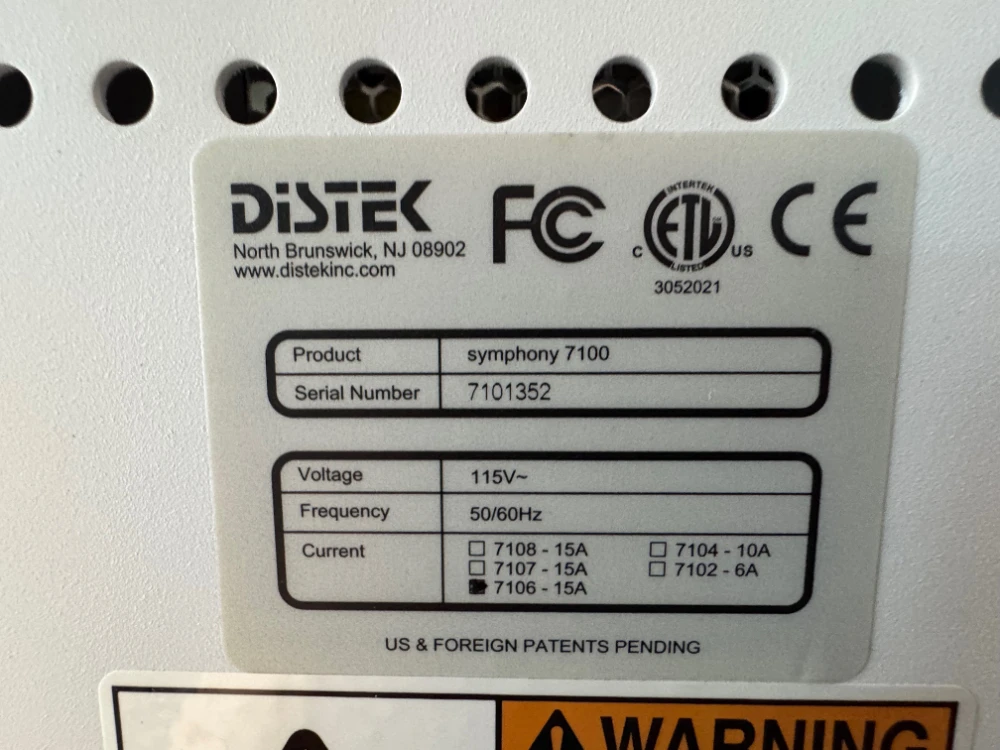 DiSTEK
North Brunswick, NJ 08902
www.distekinc.com
FC
INTERTEK
ETL
C US
LISTED
3052021
CE
Product symphony 7100
Serial Number 7101352
Voltage 115V~
Frequency 50/60Hz
Current
7108 - 15A 7104 - 10A
7107 - 15A 7102 - 6A
7106 - 15A
US & FOREIGN PATENTS PENDING
WARNING